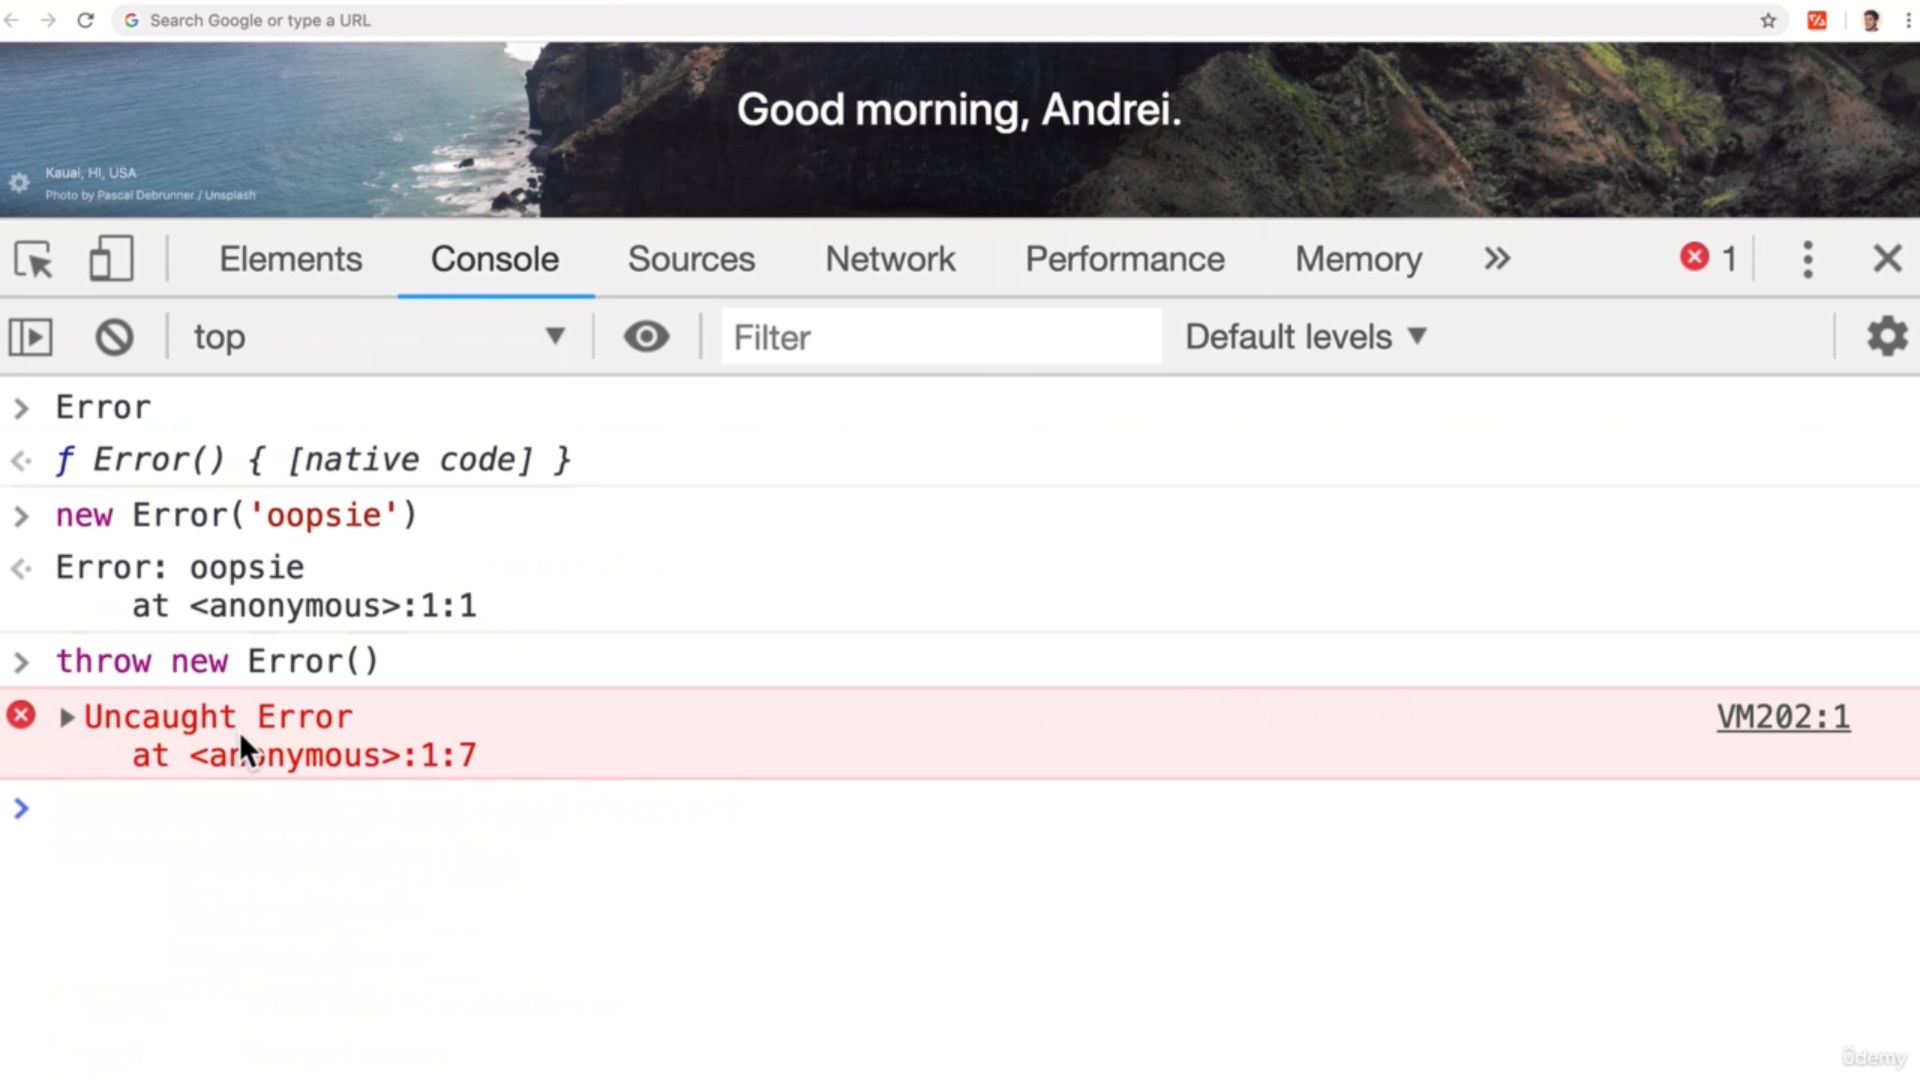 Search Google or type a URL
Good morning, Andrei.
Kauai, HI, USA
Photo by Pascal Debrunner / Unsplash
Elements Console Sources Network Performance Memory 1
top Filter Default levels
Error
ƒ Error() { [native code] }
new Error('oopsie')
Error: oopsie
at <anonymous>:1:1
throw new Error()
Uncaught Error VM202:1
at <anonymous>:1:7
ûdemy